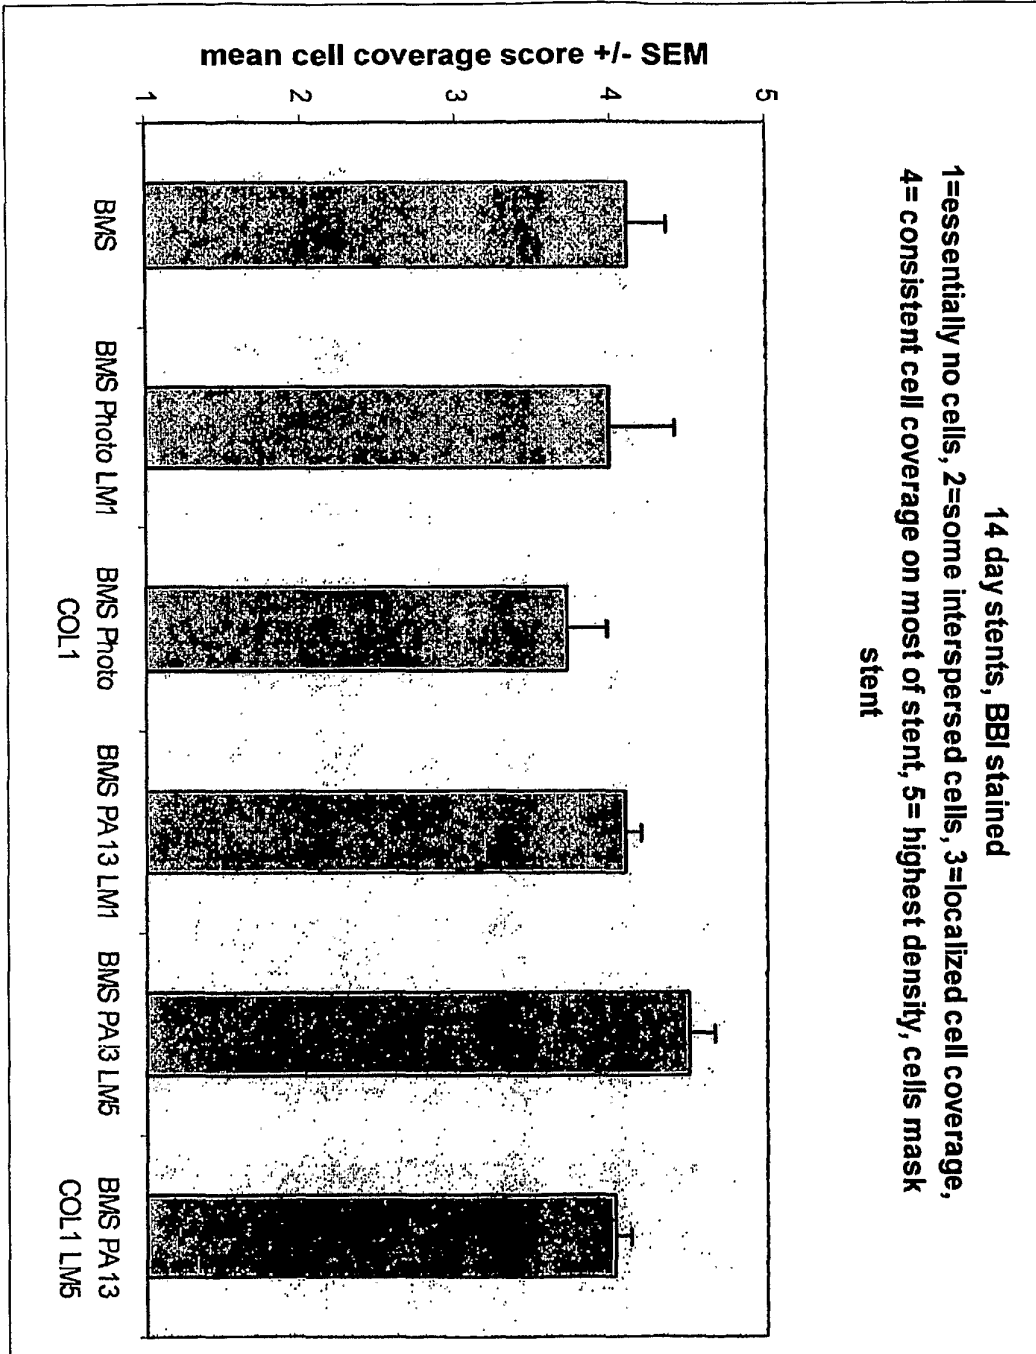 14 day stents, BBI stained
1=essentially no cells, 2=some interspersed cells, 3=localized cell coverage,
4= consistent cell coverage on most of stent, 5= highest density, cells mask
stent
mean cell coverage score +/- SEM
5
4
3
2
1
BMS
BMS Photo LM1
BMS Photo
COL1
BMS PA13 LM1
BMS PAI3 LM5
BMS PA13
COL1 LM5